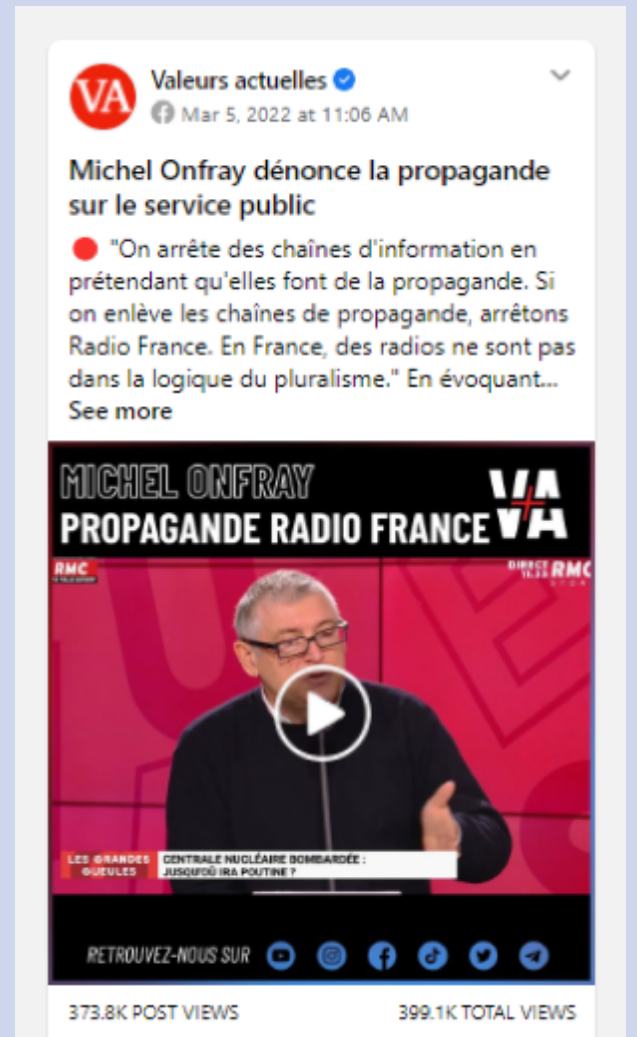 VA
Valeurs actuelles
Mar 5, 2022 at 11:06 AM
Michel Onfray dénonce la propagande
sur le service public
"On arrête des chaînes d'information en
prétendant qu'elles font de la propagande. Si
on enlève les chaînes de propagande, arrêtons
Radio France. En France, des radios ne sont pas
dans la logique du pluralisme." En évoquant...
See more
MICHEL ONFRAY
PROPAGANDE RADIO FRANCE
V+A
RMC
DIRECT
RMC
LES GRANDES
GUEULES
CENTRALE NUCLÉAIRE BOMBARDÉE :
JUSQU'OÙ IRA POUTINE ?
RETROUVEZ-NOUS SUR
373.8K POST VIEWS
399.1K TOTAL VIEWS